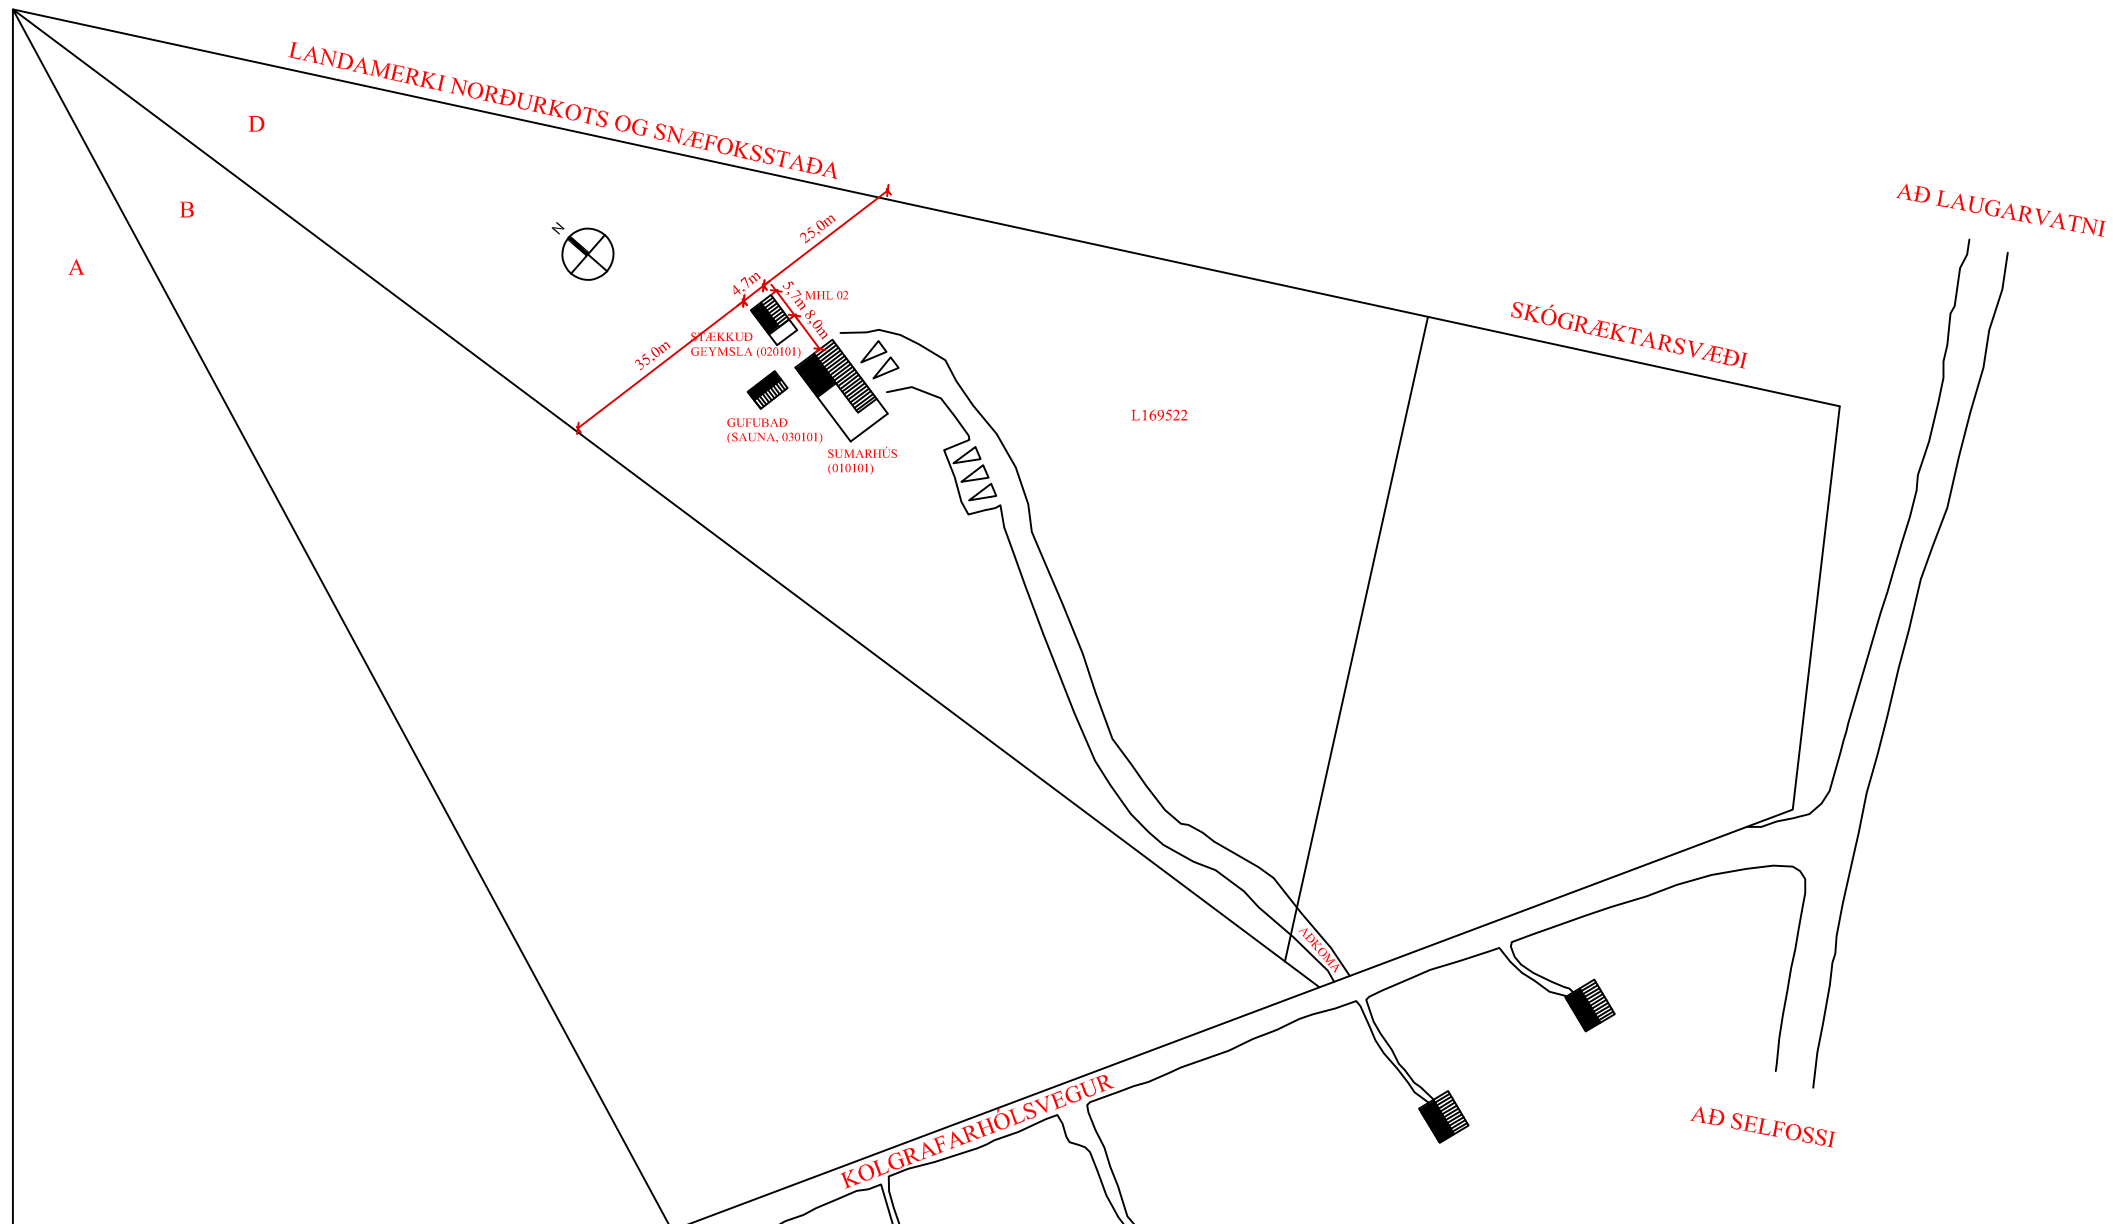 LANDAMERKI NORÐURKOTS OG SNÆFOKSSTAÐA
D
B
A
N
AÐ LAUGARVATNI
25,0m
4,7m
5,7m
8,0m
35,0m
MHL 02
STÆKKUÐ
GEYMSLA (020101)
SKÓGRÆKTARSVÆÐI
L169522
GUFUBAÐ
(SAUNA, 030101)
SUMARHÚS
(010101)
AÐKOMA
KOLGRAFARHÓLSVEGUR
AÐ SELFOSSI